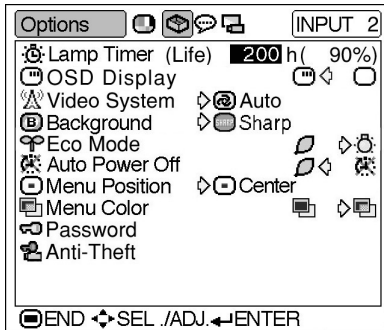 Options INPUT 2
Lamp Timer (Life) 200 h( 90%)
OSD Display
Video System Auto
B Background SHARP Sharp
Eco Mode
Auto Power Off
Menu Position Center
Menu Color
Password
Anti-Theft
END SEL./ADJ. ENTER